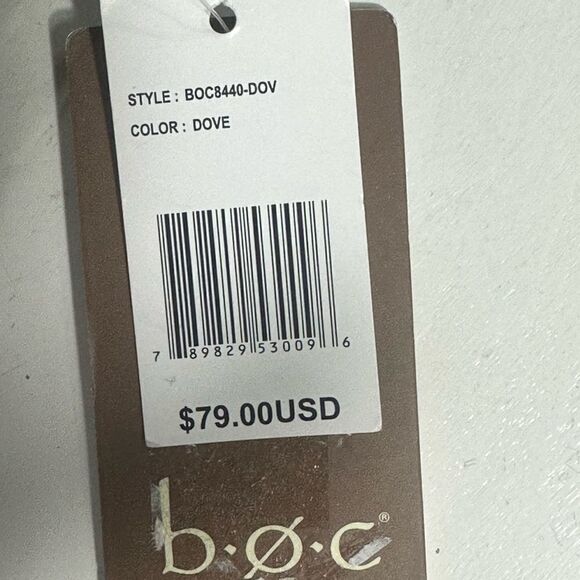 STYLE : BOC8440-DOV
COLOR : DOVE
7 89829 53009 6
$79.00USD
b·ø·c®